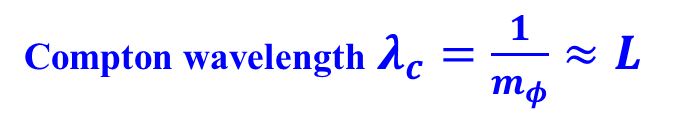 Compton wavelength λ_c = 1/m_ϕ ≈ L